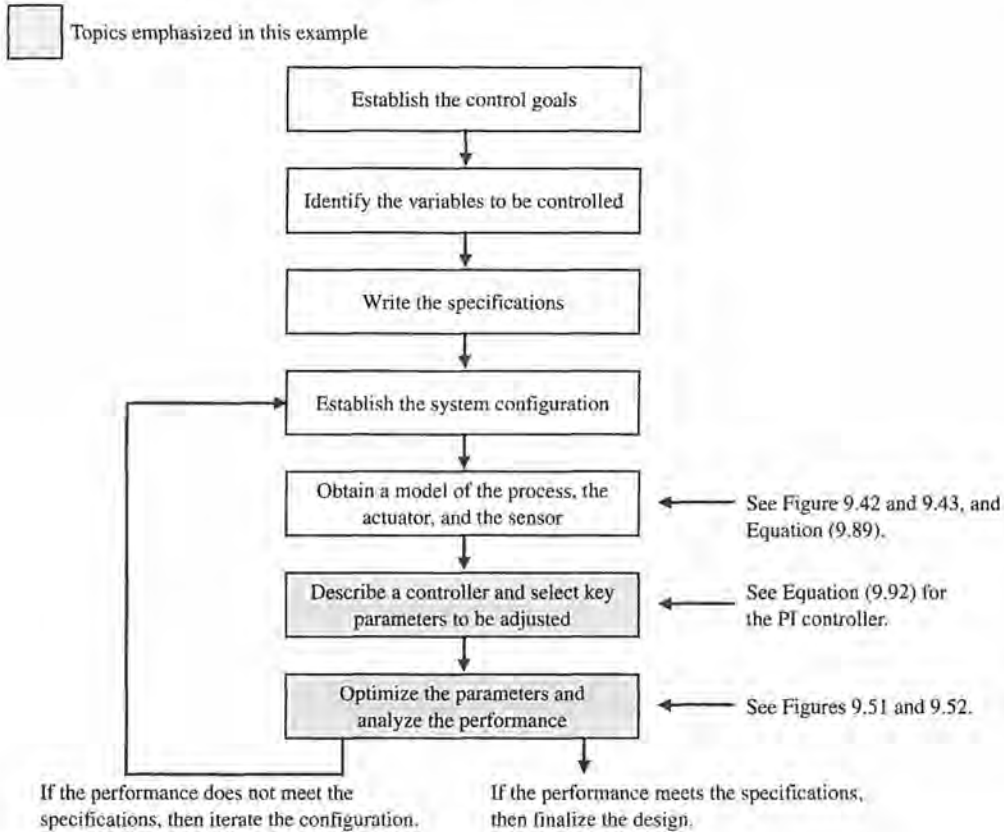 Topics emphasized in this example
Establish the control goals
Identify the variables to be controlled
Write the specifications
Establish the system configuration
Obtain a model of the process, the
actuator, and the sensor
See Figure 9.42 and 9.43, and
Equation (9.89).
Describe a controller and select key
parameters to be adjusted
See Equation (9.92) for
the PI controller.
Optimize the parameters and
analyze the performance
See Figures 9.51 and 9.52.
If the performance does not meet the
specifications, then iterate the configuration.
If the performance meets the specifications,
then finalize the design.